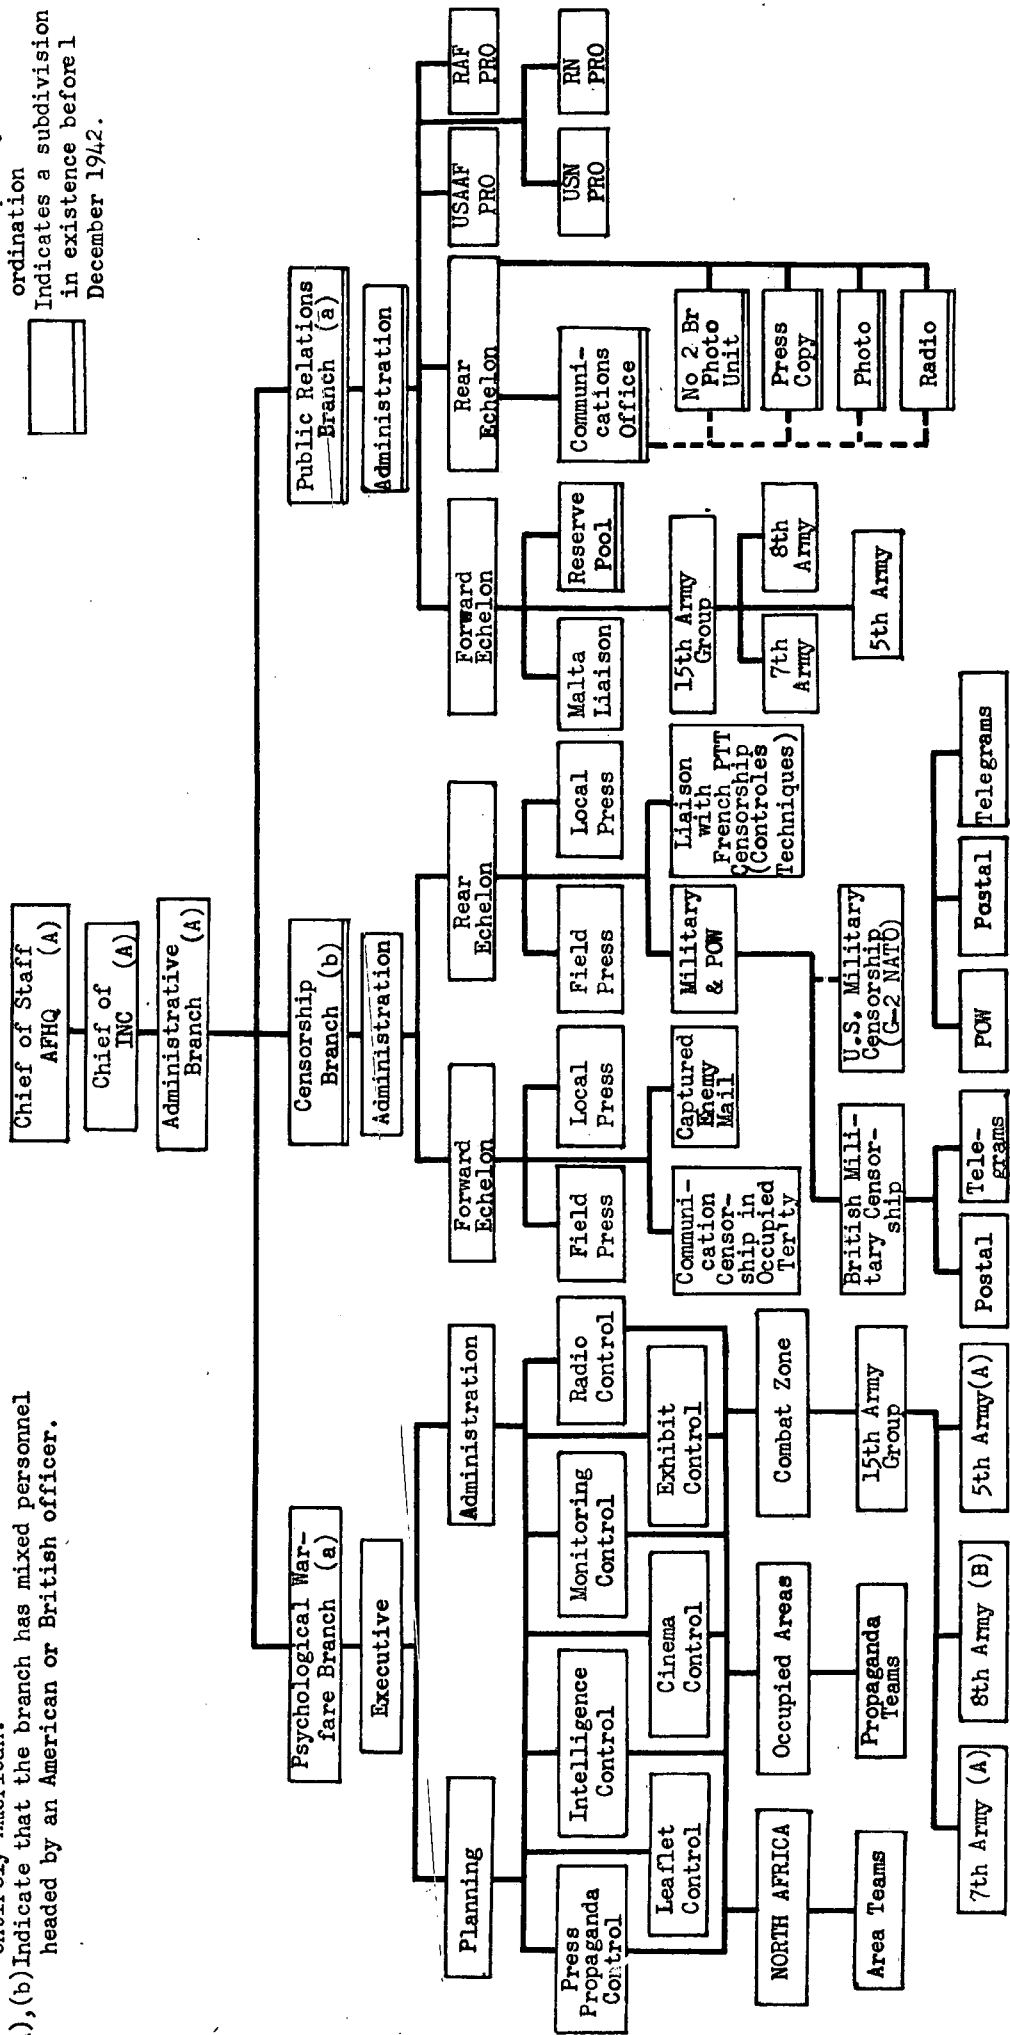 entirely American.
),(b)Indicate that the branch has mixed personnel
headed by an American or British officer.
ordination
Indicates a subdivision
in existence before 1
December 1942.
Chief of Staff
AFHQ (A)
Chief of
INC (A)
Administrative
Branch (A)
Psychological War-
fare Branch (a)
Executive
Planning
Administration
Press
Propaganda
Control
Intelligence
Control
Monitoring
Control
Radio
Control
Leaflet
Control
Cinema
Control
Exhibit
Control
NORTH AFRICA
Occupied Areas
Combat Zone
Area Teams
Propaganda
Teams
15th Army
Group
7th Army (A)
8th Army (B)
5th Army(A)
Censorship
Branch (b)
Administration
Forward
Echelon
Rear
Echelon
Field
Press
Local
Press
Field
Press
Local
Press
Communi-
cation
Censor-
ship in
Occupied
Ter'ty
Captured
Enemy
Mail
Military
& POW
Liaison
with
French PTT
Censorship
(Controles
Techniques)
British Mili-
tary Censor-
ship
U.S. Military
Censorship
(G-2 NATO)
Postal
Tele-
grams
POW
Postal
Telegrams
Public Relations
Branch (a)
Administration
Forward
Echelon
Rear
Echelon
USAAF
PRO
RAF
PRO
Malta
Liaison
Reserve
Pool
Communi-
cations
Office
USN
PRO
RN
PRO
15th Army
Group
No 2 Br
Photo
Unit
7th
Army
8th
Army
Press
Copy
5th Army
Photo
Radio